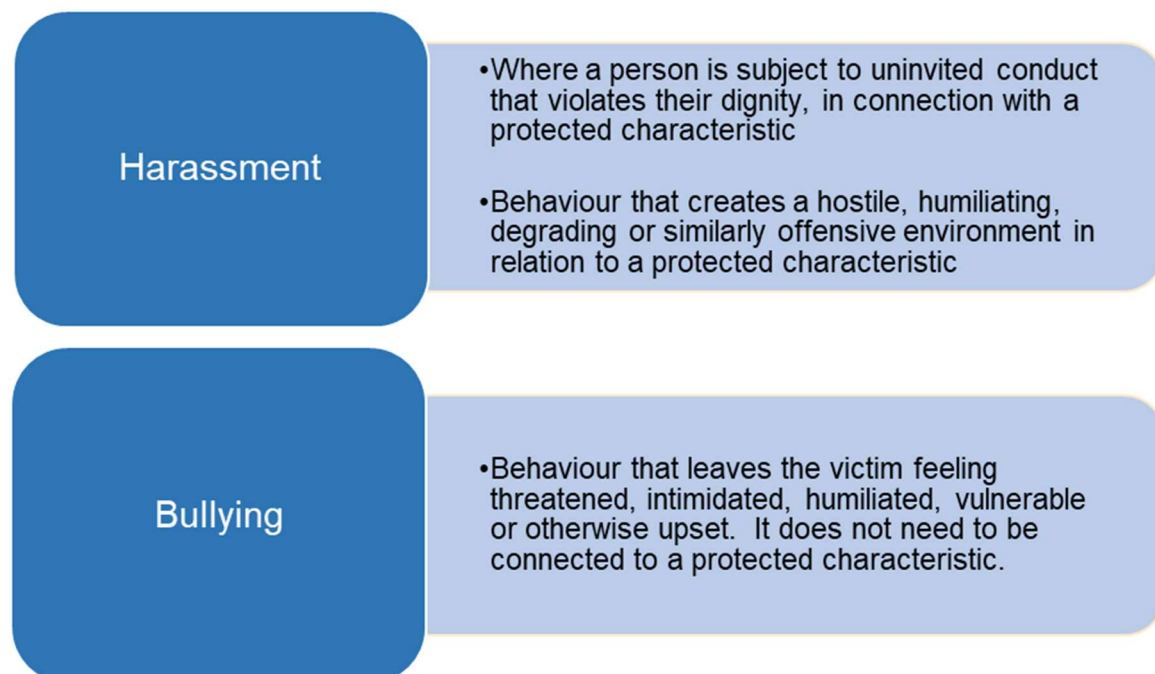 Harassment
•Where a person is subject to uninvited conduct
that violates their dignity, in connection with a
protected characteristic
•Behaviour that creates a hostile, humiliating,
degrading or similarly offensive environment in
relation to a protected characteristic
Bullying
•Behaviour that leaves the victim feeling
threatened, intimidated, humiliated, vulnerable
or otherwise upset.  It does not need to be
connected to a protected characteristic.